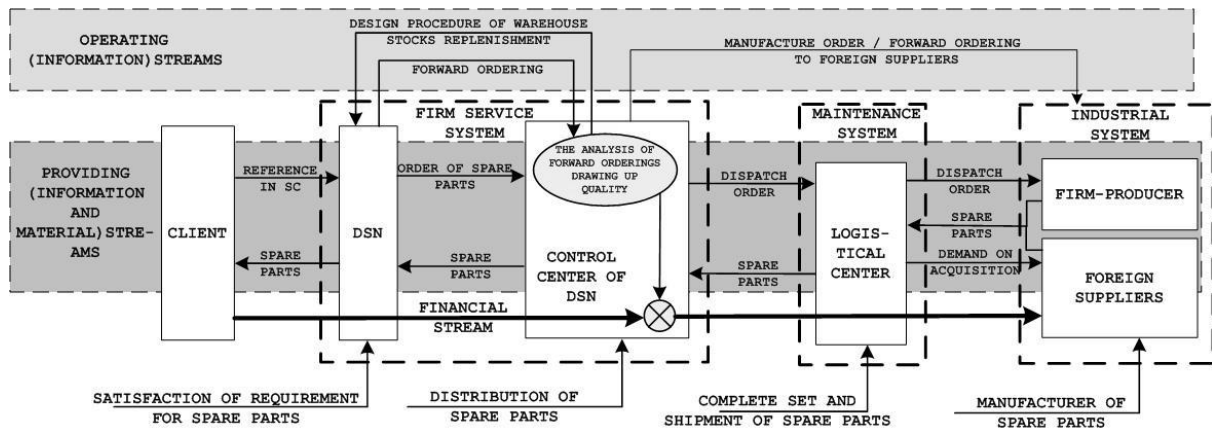 DESIGN PROCEDURE OF WAREHOUSE
STOCKS REPLENISHMENT
OPERATING
(INFORMATION)STREAMS
MANUFACTURE ORDER / FORWARD ORDERING
TO FOREIGN SUPPLIERS
FORWARD ORDERING
FIRM SERVICE
SYSTEM
MAINTENANCE
SYSTEM
INDUSTRIAL
SYSTEM
PROVIDING
(INFORMATION
AND
MATERIAL)STRE-
AMS
CLIENT
REFERENCE
IN SC
DSN
ORDER OF SPARE
PARTS
THE ANALYSIS OF
FORWARD ORDERINGS
DRAWING UP
QUALITY
DISPATCH
ORDER
DISPATCH
ORDER
FIRM-PRODUCER
SPARE
PARTS
LOGIS-
TICAL
CENTER
SPARE
PARTS
SPARE
PARTS
CONTROL
CENTER OF
DSN
SPARE
PARTS
DEMAND ON
ACQUISITION
FOREIGN
SUPPLIERS
FINANCIAL
STREAM
SATISFACTION OF REQUIREMENT
FOR SPARE PARTS
DISTRIBUTION OF
SPARE PARTS
COMPLETE SET AND
SHIPMENT OF SPARE PARTS
MANUFACTURER OF
SPARE PARTS